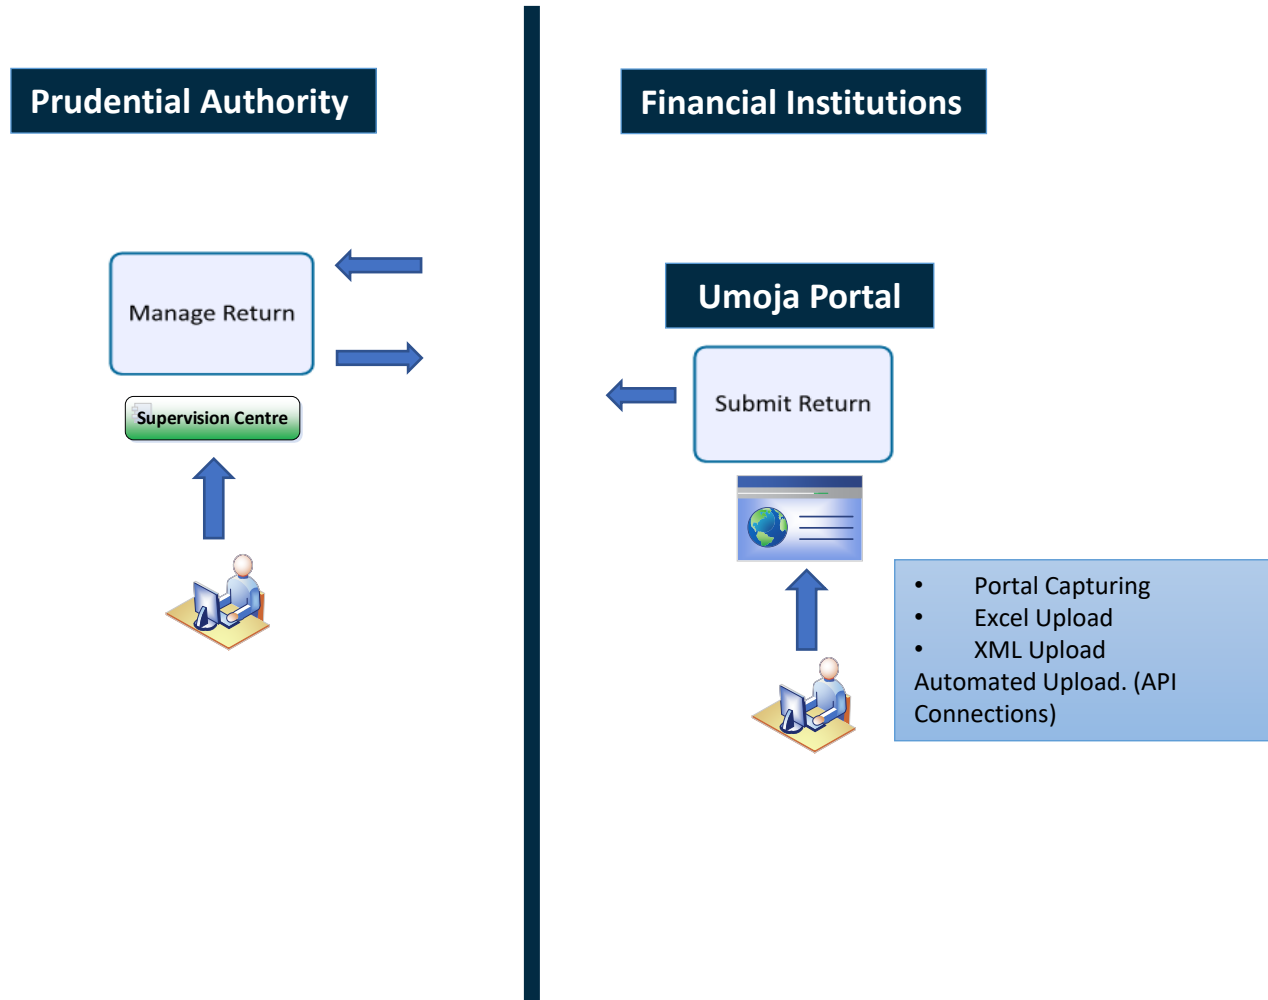 Prudential Authority
Financial Institutions
Manage Return
Supervision Centre
Umoja Portal
Submit Return
• Portal Capturing
• Excel Upload
• XML Upload
Automated Upload. (API
Connections)